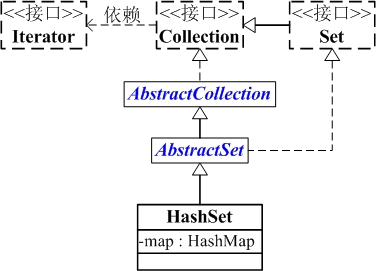 <<接口>>
Iterator
依赖
<<接口>>
Collection
<<接口>>
Set
AbstractCollection
AbstractSet
HashSet
-map : HashMap